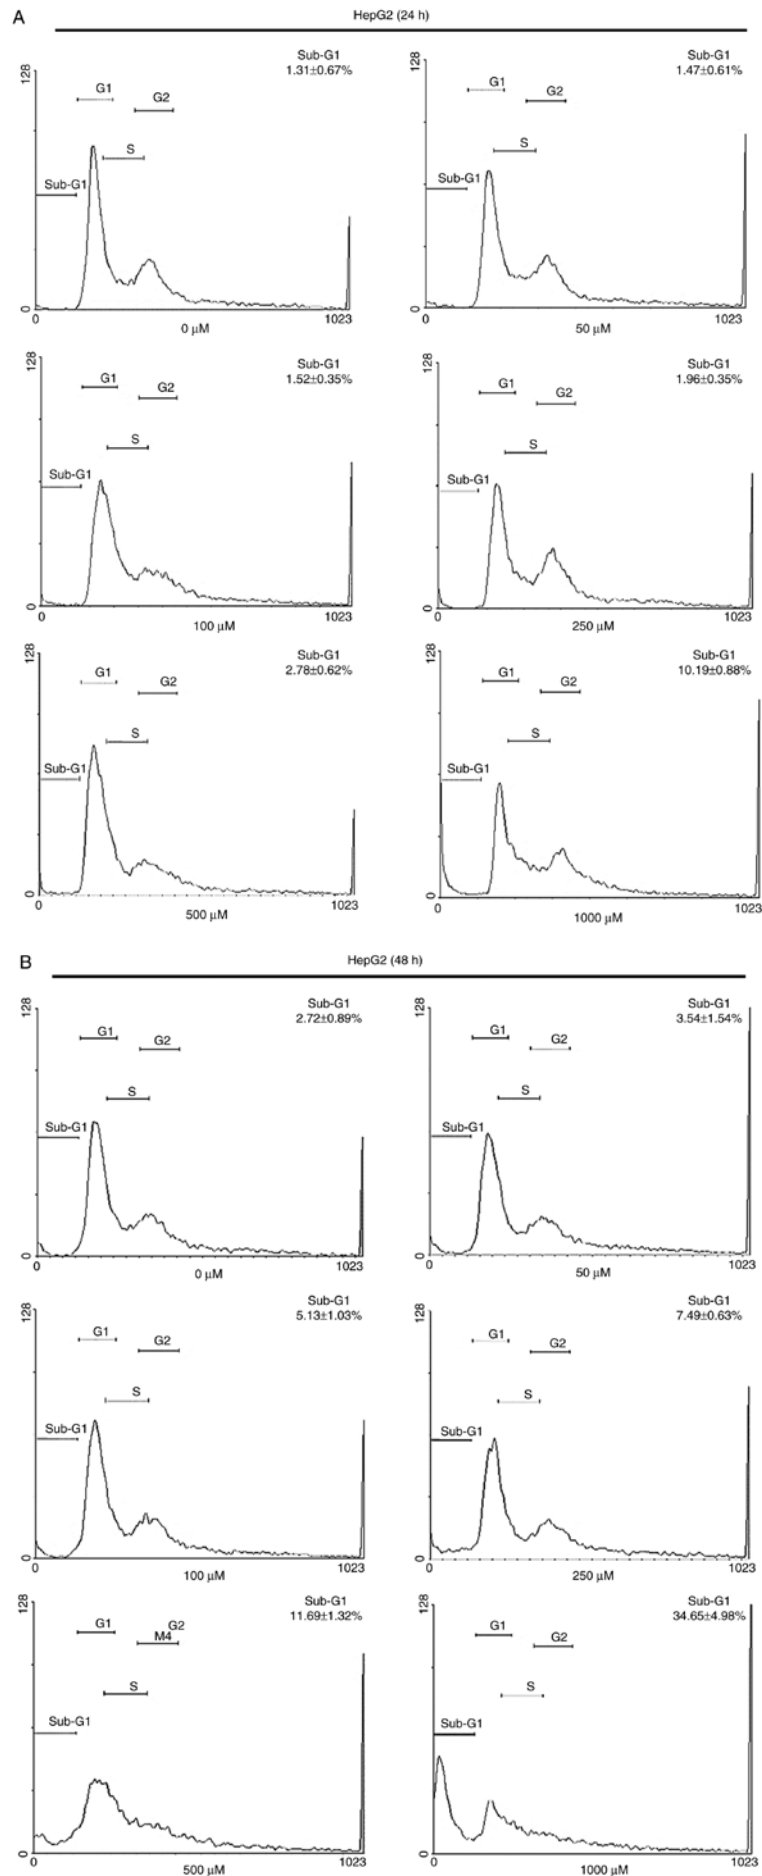 A
HepG2 (24 h)
Sub-G1
1.31±0.67%
128
G1
G2
S
Sub-G1
0
0
1023
0 µM
Sub-G1
1.47±0.61%
128
G1
G2
S
Sub-G1
0
0
1023
50 µM
Sub-G1
1.52±0.35%
128
G1
G2
S
Sub-G1
0
0
1023
100 µM
Sub-G1
1.96±0.35%
128
G1
G2
S
Sub-G1
0
0
1023
250 µM
Sub-G1
2.78±0.62%
128
G1
G2
S
Sub-G1
0
0
1023
500 µM
Sub-G1
10.19±0.88%
128
G1
G2
S
Sub-G1
0
0
1023
1000 µM
B
HepG2 (48 h)
Sub-G1
2.72±0.89%
128
G1
G2
S
Sub-G1
0
0
1023
0 µM
Sub-G1
3.54±1.54%
128
G1
G2
S
Sub-G1
0
0
1023
50 µM
Sub-G1
5.13±1.03%
128
G1
G2
S
Sub-G1
0
0
1023
100 µM
Sub-G1
7.49±0.63%
128
G1
G2
S
Sub-G1
0
0
1023
250 µM
Sub-G1
11.69±1.32%
128
G1
G2
M4
S
Sub-G1
0
0
1023
500 µM
Sub-G1
34.65±4.98%
128
G1
G2
S
Sub-G1
0
0
1023
1000 µM